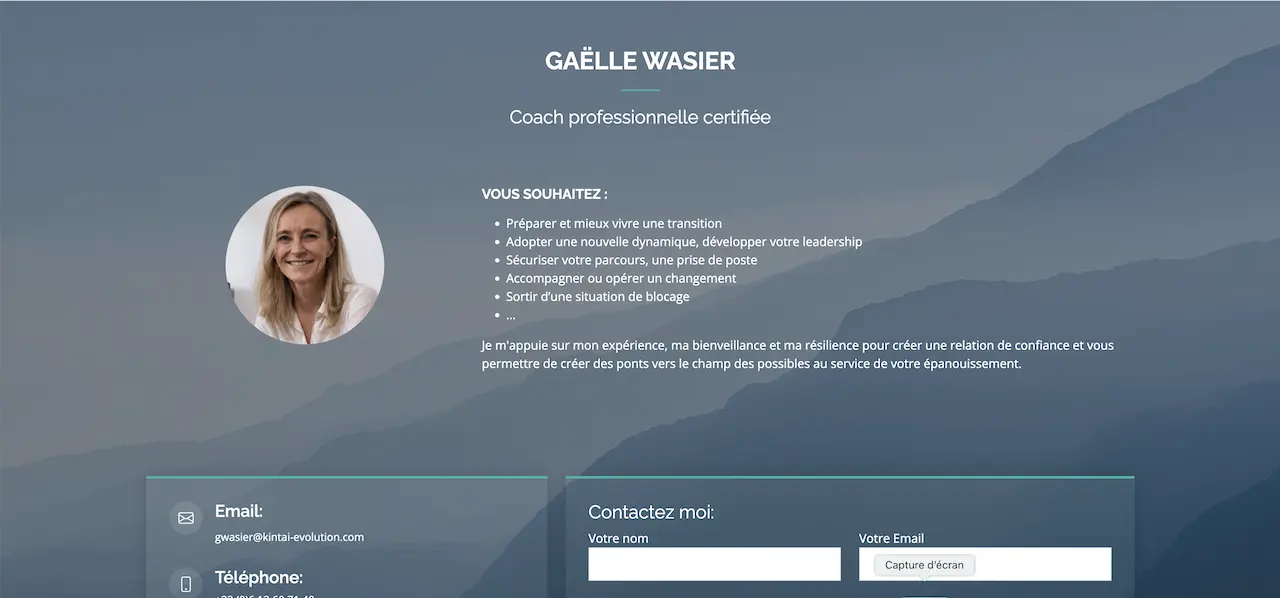 GAËLLE WASIER
Coach professionnelle certifiée
VOUS SOUHAITEZ :
Préparer et mieux vivre une transition
Adopter une nouvelle dynamique, développer votre leadership
Sécuriser votre parcours, une prise de poste
Accompagner ou opérer un changement
Sortir d'une situation de blocage
...
Je m'appuie sur mon expérience, ma bienveillance et ma résilience pour créer une relation de confiance et vous
permettre de créer des ponts vers le champ des possibles au service de votre épanouissement.
Email:
gwasier@kintai-evolution.com
Téléphone:
Contactez moi:
Votre nom
Votre Email
Capture d'écran